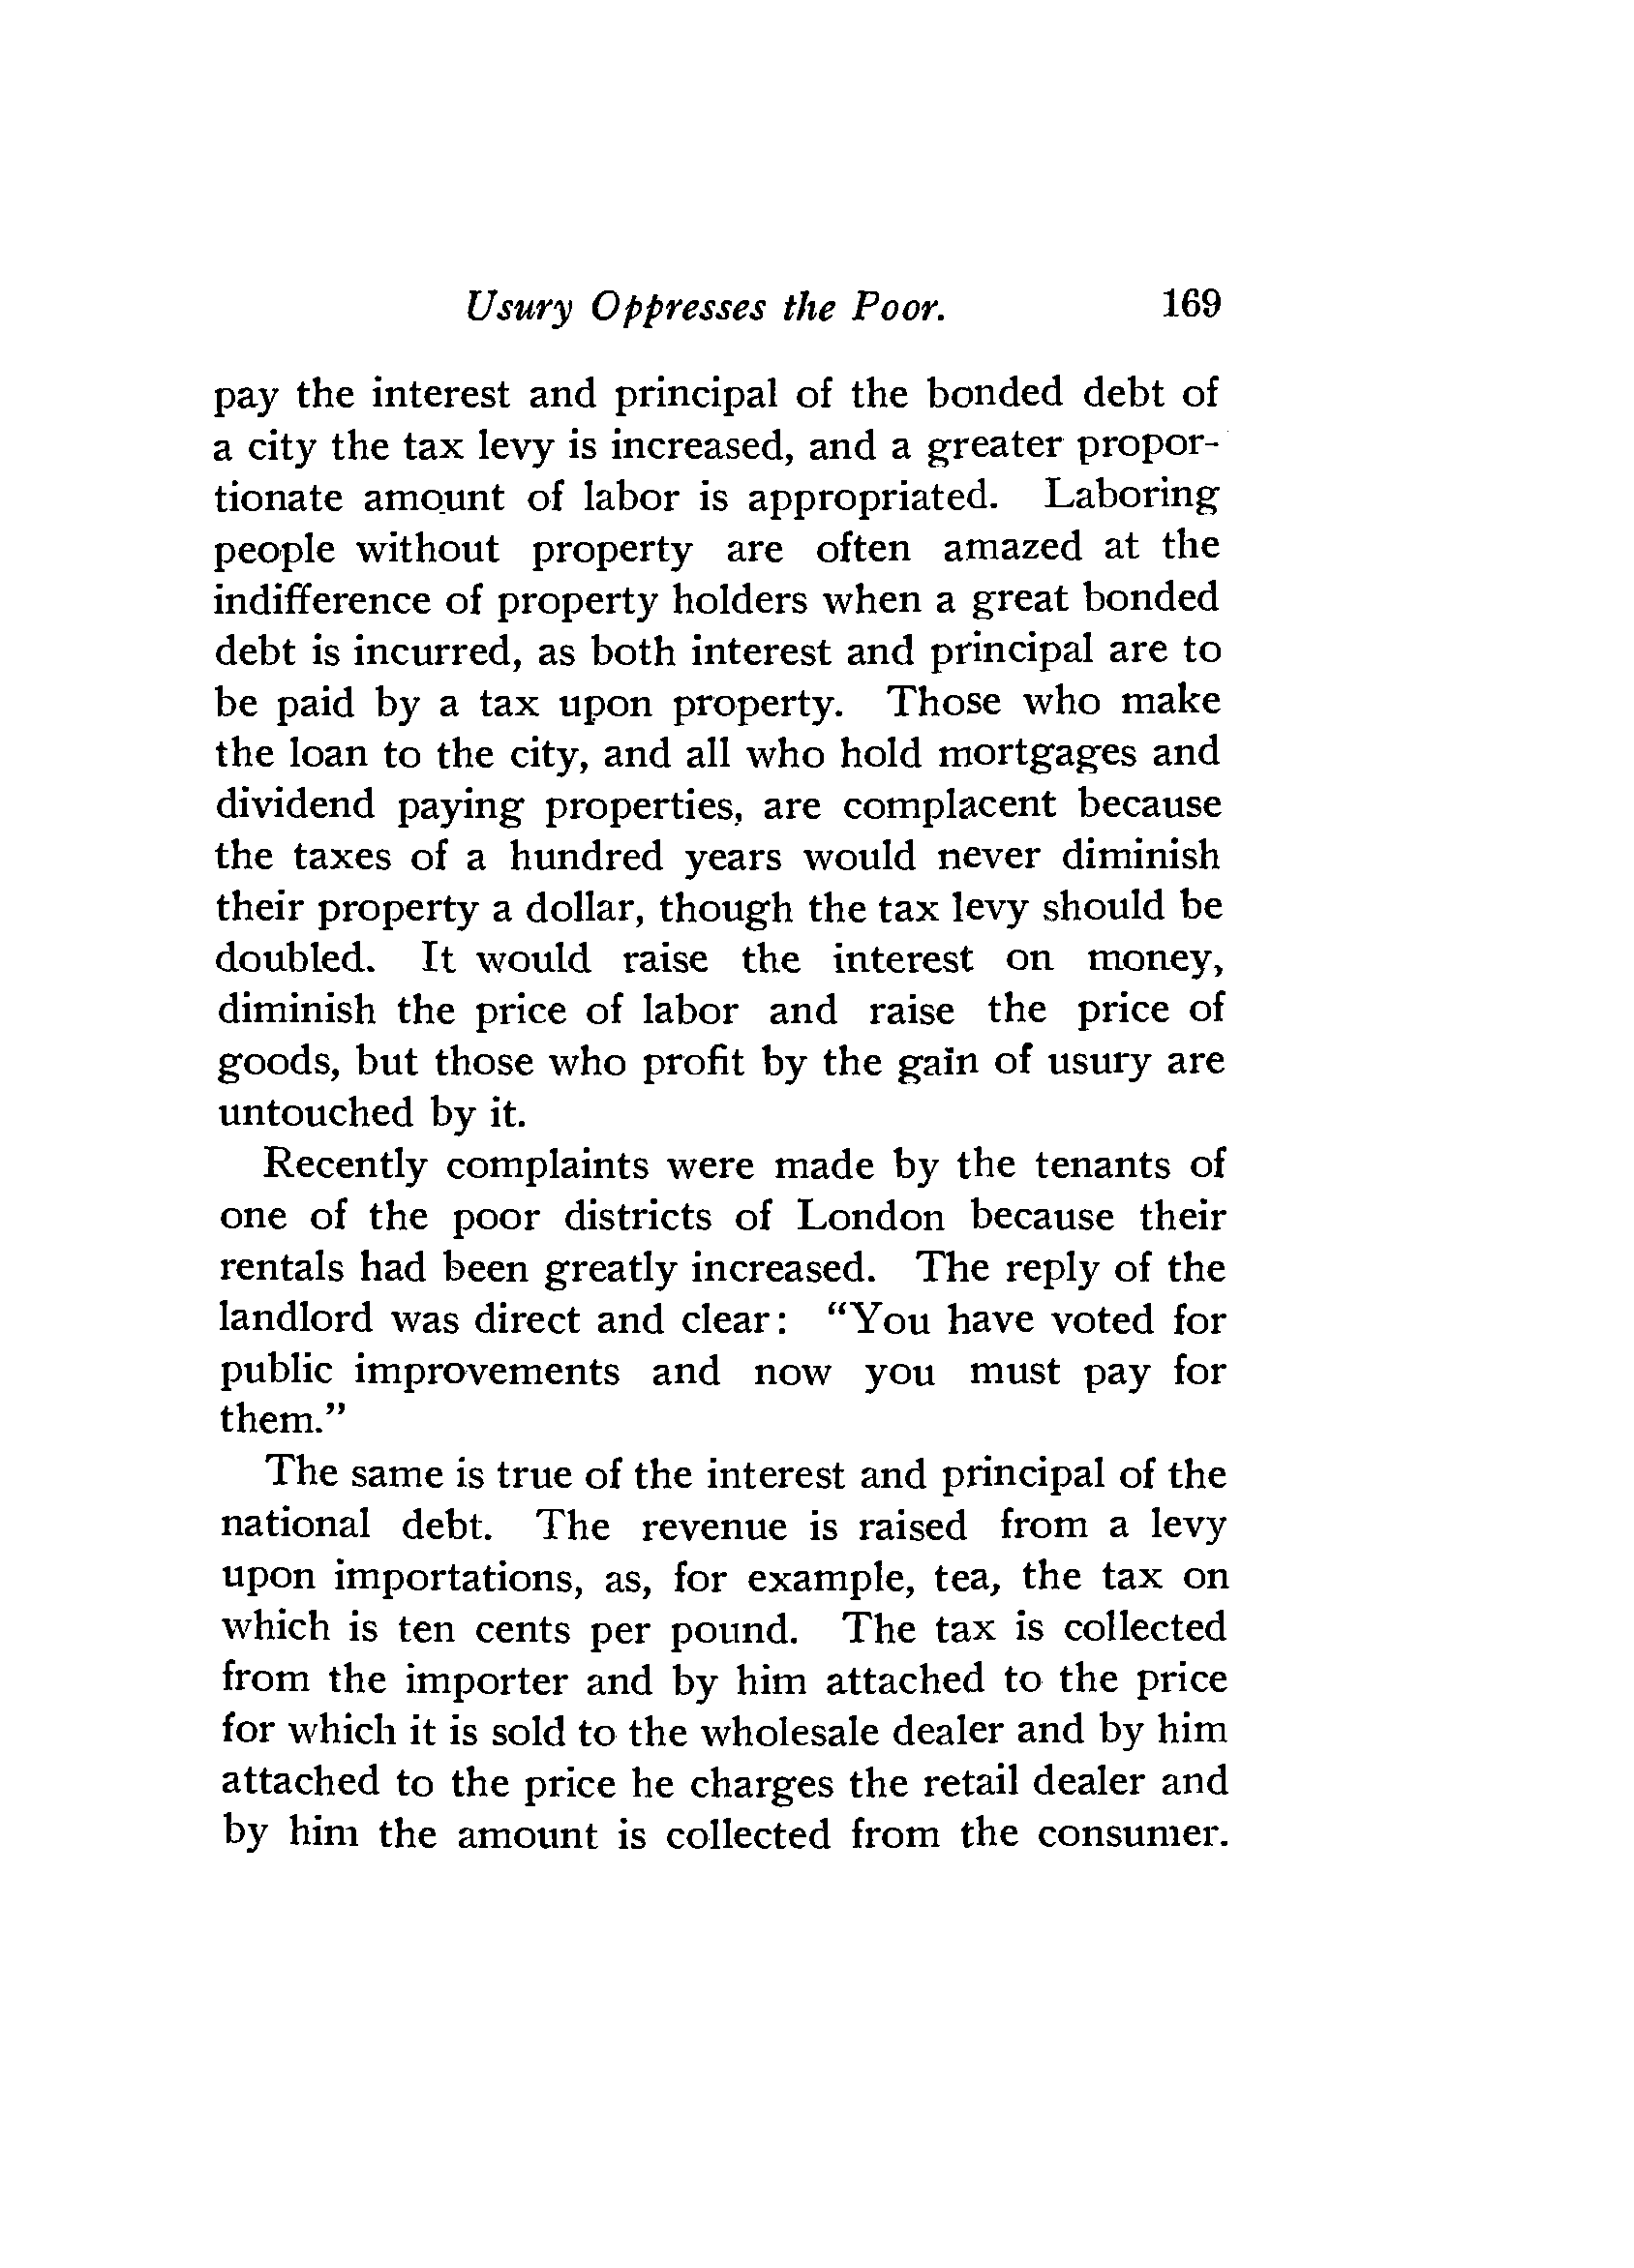 Usury Oppresses the Poor. 169
pay the interest and principal of the bonded debt of
a city the tax levy is increased, and a greater propor-
tionate amount of labor is appropriated. Laboring
people without property are often amazed at the
indifference of property holders when a great bonded
debt is incurred, as both interest and principal are to
be paid by a tax upon property. Those who make
the loan to the city, and all who hold mortgages and
dividend paying properties, are complacent because
the taxes of a hundred years would never diminish
their property a dollar, though the tax levy should be
doubled. It would raise the interest on money,
diminish the price of labor and raise the price of
goods, but those who profit by the gain of usury are
untouched by it.
Recently complaints were made by the tenants of
one of the poor districts of London because their
rentals had been greatly increased. The reply of the
landlord was direct and clear: “You have voted for
public improvements and now you must pay for
them.”
The same is true of the interest and principal of the
national debt. The revenue is raised from a levy
upon importations, as, for example, tea, the tax on
which is ten cents per pound. The tax is collected
from the importer and by him attached to the price
for which it is sold to the wholesale dealer and by him
attached to the price he charges the retail dealer and
by him the amount is collected from the consumer.